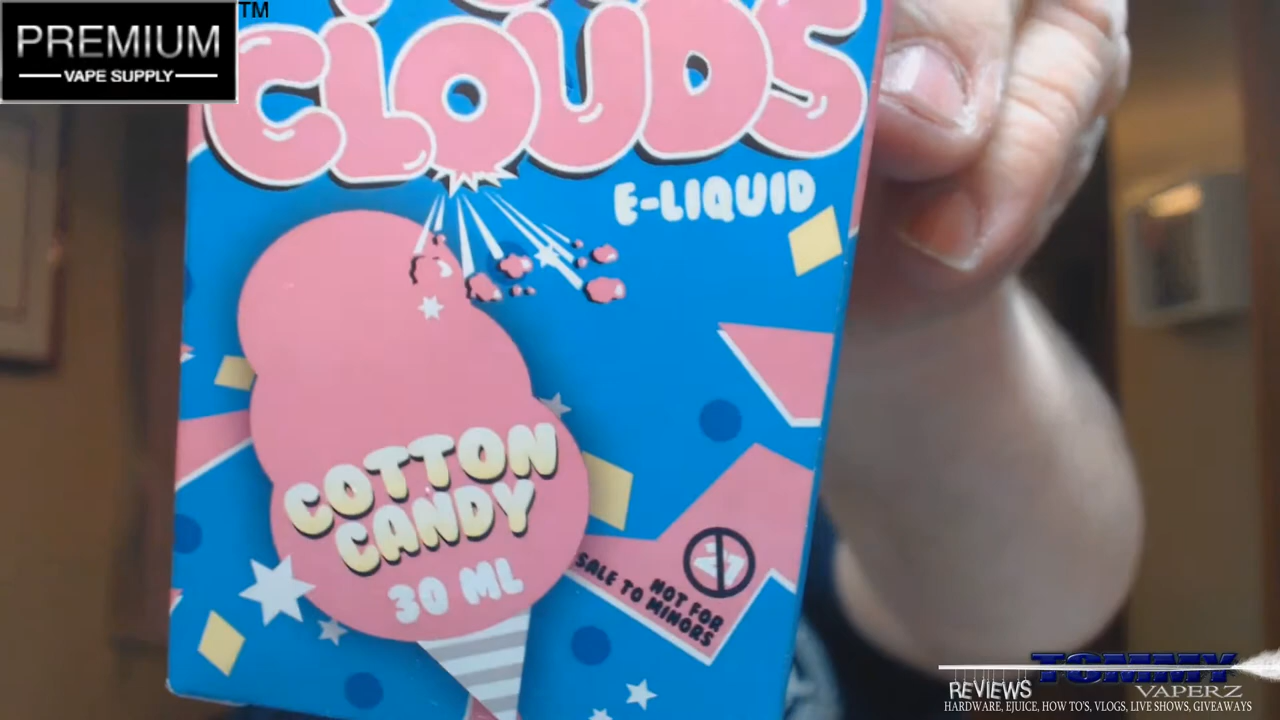 PREMIUM
VAPE SUPPLY
TM
CLOUDS
E-LIQUID
COTTON
CANDY
30 ML
NOT FOR
SALE TO MINORS
TOMMY
REVIEWS
VAPERZ
HARDWARE, EJUICE, HOW TO'S, VLOGS, LIVE SHOWS, GIVEAWAYS